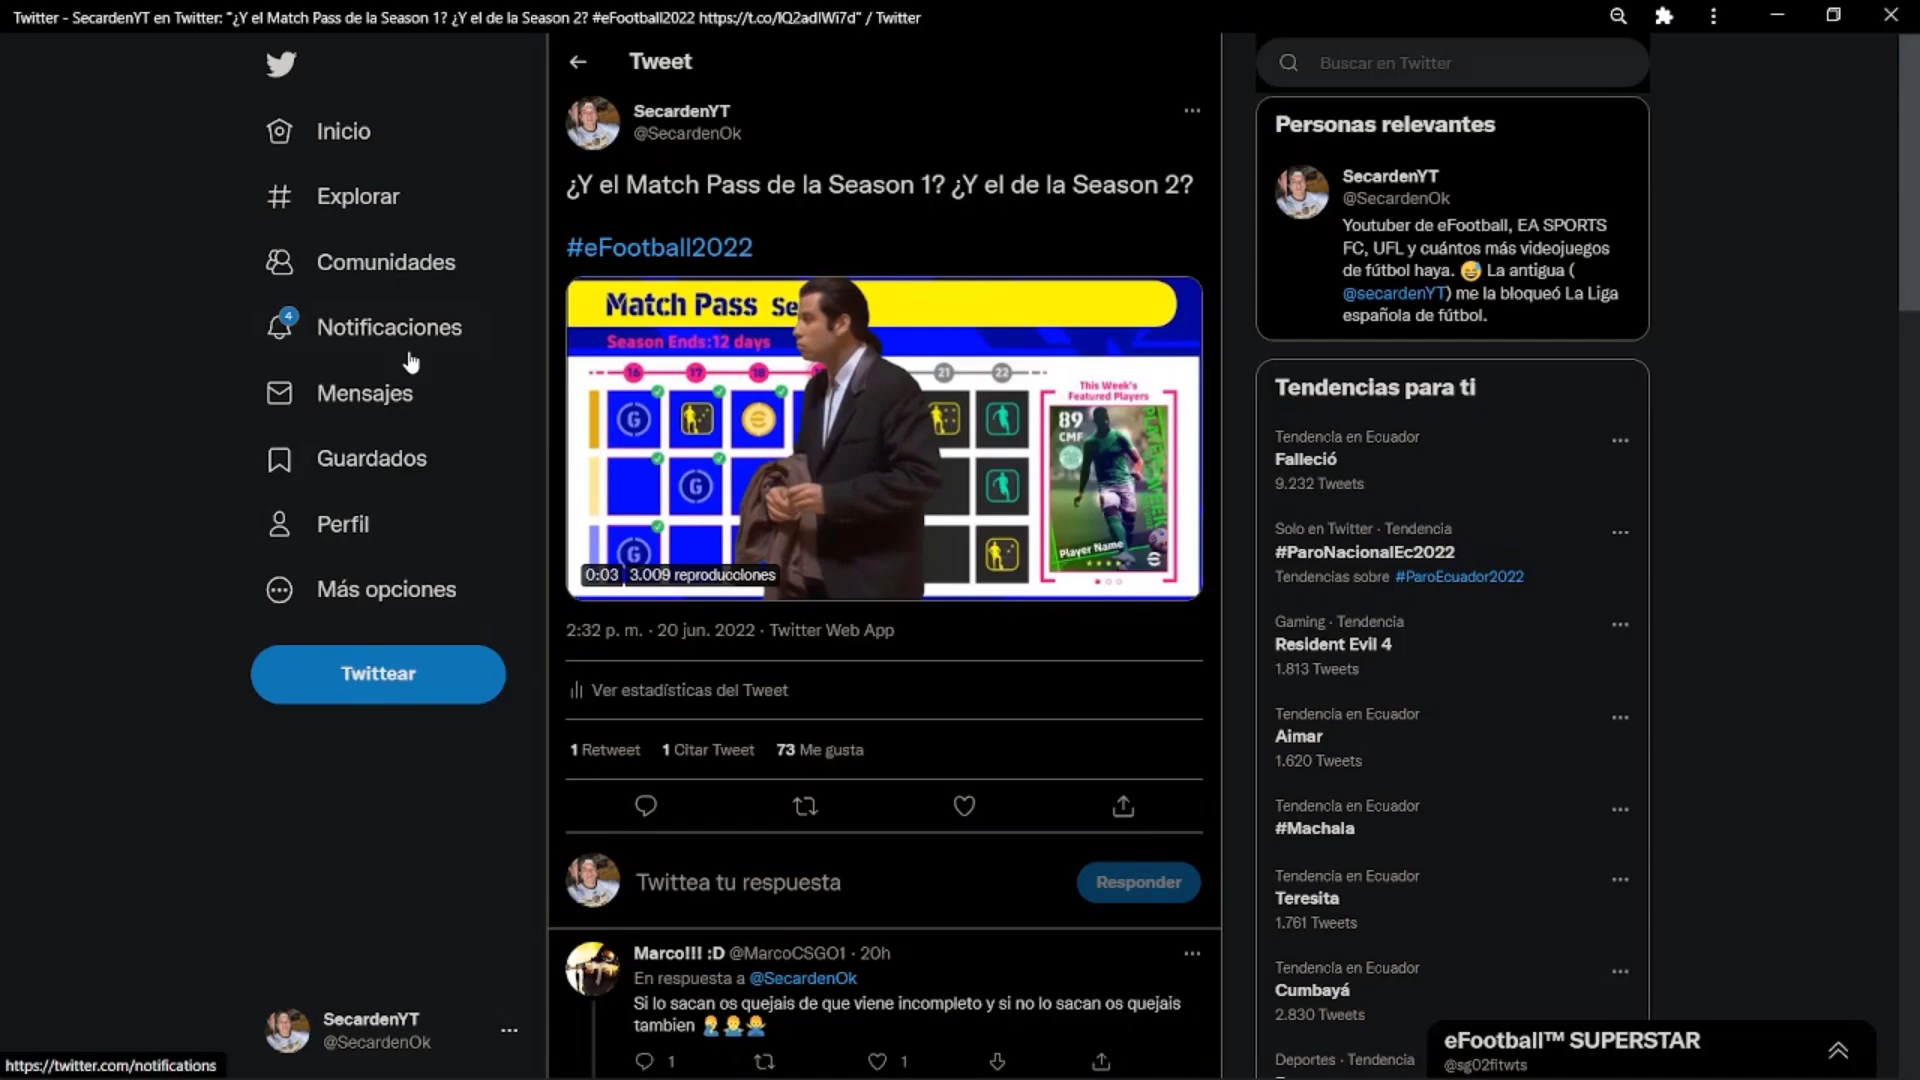 Twitter - SecardenYT en Twitter: "¿Y el Match Pass de la Season 1? ¿Y el de la Season 2? #eFootball2022 https://t.co/IQ2adIWi7d" / Twitter
Inicio
Explorar
Comunidades
4
Notificaciones
Mensajes
Guardados
Perfil
Más opciones
Twittear
SecardenYT
@SecardenOk
https://twitter.com/notifications
Tweet
SecardenYT
@SecardenOk
¿Y el Match Pass de la Season 1? ¿Y el de la Season 2?
#eFootball2022
Match Pass Se
Season Ends:12 days
16 17 18 21 22
This Week's
Featured Players
89
CMF
Player Name
0:03 3.009 reproducciones
2:32 p. m. · 20 jun. 2022 · Twitter Web App
Ver estadísticas del Tweet
1 Retweet 1 Citar Tweet 73 Me gusta
Twittea tu respuesta
Responder
Marco!!! :D @MarcoCSGO1 · 20h
En respuesta a @SecardenOk
Si lo sacan os quejais de que viene incompleto y si no lo sacan os quejais
tambien
1 1
Buscar en Twitter
Personas relevantes
SecardenYT
@SecardenOk
Youtuber de eFootball, EA SPORTS
FC, UFL y cuántos más videojuegos
de fútbol haya. 😅 La antigua (
@secardenYT) me la bloqueó La Liga
española de fútbol.
Tendencias para ti
Tendencia en Ecuador
Falleció
9.232 Tweets
Solo en Twitter · Tendencia
#ParoNacionalEc2022
Tendencias sobre #ParoEcuador2022
Gaming · Tendencia
Resident Evil 4
1.813 Tweets
Tendencia en Ecuador
Aimar
1.620 Tweets
Tendencia en Ecuador
#Machala
Tendencia en Ecuador
Teresita
1.761 Tweets
Tendencia en Ecuador
Cumbayá
2.830 Tweets
Deportes · Tendencia
eFootball™ SUPERSTAR
@sg02fitwts